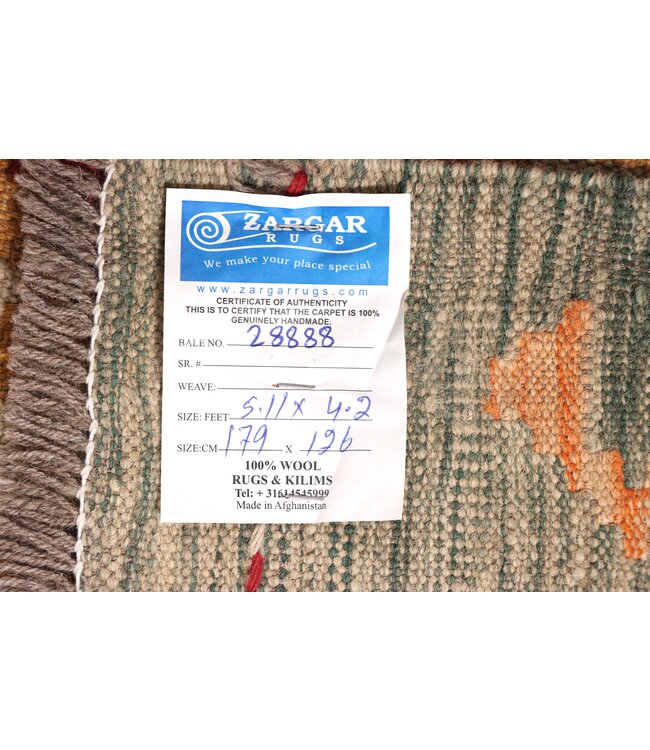 ZARGAR
RUGS
We make your place special
www.zargarrugs.com
CERTIFICATE OF AUTHENTICITY
THIS IS TO CERTIFY THAT THE CARPET IS 100%
GENUINELY HANDMADE.
BALE NO. 28888
SR. #
WEAVE:
SIZE: FEET 5.11 x 4.2
SIZE:CM 179 X 126
100% WOOL
RUGS & KILIMS
Tel: + 31614545999
Made in Afghanistan